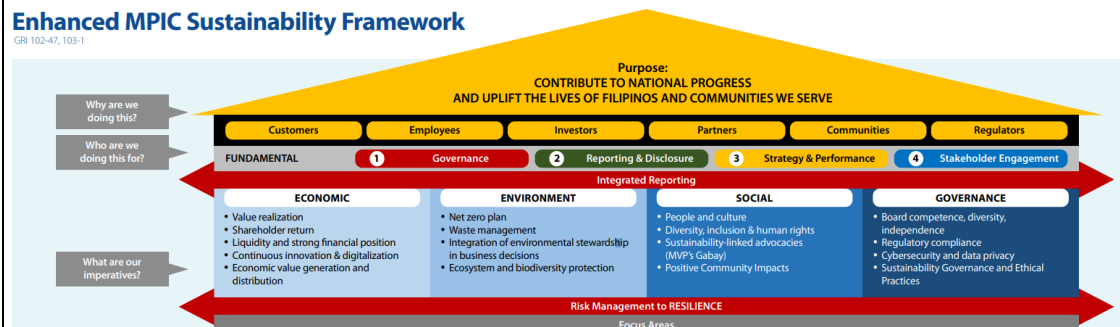 Enhanced MPIC Sustainability Framework
GRI 102-47, 103-1
Purpose:
CONTRIBUTE TO NATIONAL PROGRESS
AND UPLIFT THE LIVES OF FILIPINOS AND COMMUNITIES WE SERVE
Why are we
doing this?
Customers
Employees
Investors
Partners
Communities
Regulators
Who are we
doing this for?
FUNDAMENTAL
1 Governance
2 Reporting & Disclosure
3 Strategy & Performance
4 Stakeholder Engagement
Integrated Reporting
ECONOMIC
• Value realization
• Shareholder return
• Liquidity and strong financial position
• Continuous innovation & digitalization
• Economic value generation and
distribution
ENVIRONMENT
• Net zero plan
• Waste management
• Integration of environmental stewardship
in business decisions
• Ecosystem and biodiversity protection
SOCIAL
• People and culture
• Diversity, inclusion & human rights
• Sustainability-linked advocacies
(MVP's Gabay)
• Positive Community Impacts
GOVERNANCE
• Board competence, diversity,
independence
• Regulatory compliance
• Cybersecurity and data privacy
• Sustainability Governance and Ethical
Practices
What are our
imperatives?
Risk Management to RESILIENCE
Focus Areas